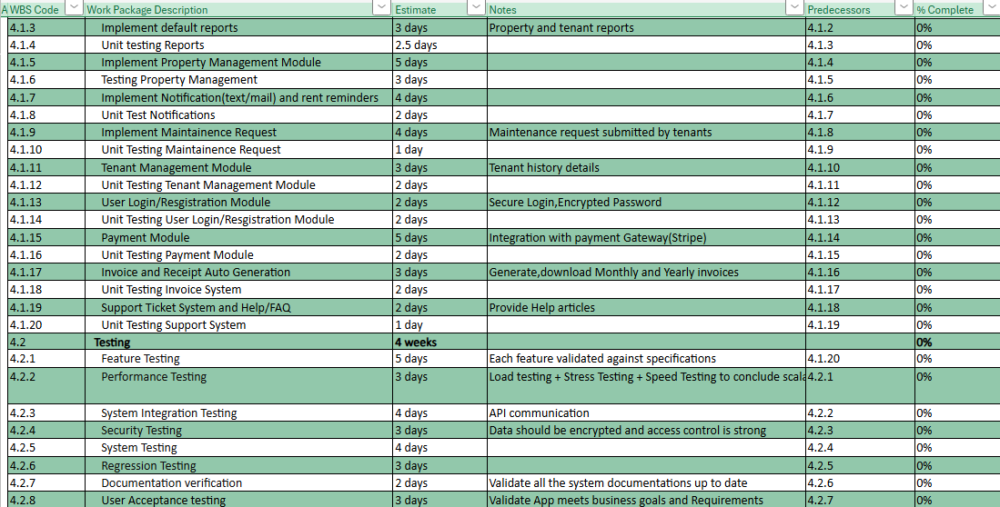 A WBS Code Work Package Description Estimate Notes Predecessors % Complete
4.1.3 Implement default reports 3 days Property and tenant reports 4.1.2 0%
4.1.4 Unit testing Reports 2.5 days 4.1.3 0%
4.1.5 Implement Property Management Module 5 days 4.1.4 0%
4.1.6 Testing Property Management 3 days 4.1.5 0%
4.1.7 Implement Notification(text/mail) and rent reminders 4 days 4.1.6 0%
4.1.8 Unit Test Notifications 2 days 4.1.7 0%
4.1.9 Implement Maintainence Request 4 days Maintenance request submitted by tenants 4.1.8 0%
4.1.10 Unit Testing Maintainence Request 1 day 4.1.9 0%
4.1.11 Tenant Management Module 3 days Tenant history details 4.1.10 0%
4.1.12 Unit Testing Tenant Management Module 2 days 4.1.11 0%
4.1.13 User Login/Resgistration Module 2 days Secure Login,Encrypted Password 4.1.12 0%
4.1.14 Unit Testing User Login/Resgistration Module 2 days 4.1.13 0%
4.1.15 Payment Module 5 days Integration with payment Gateway(Stripe) 4.1.14 0%
4.1.16 Unit Testing Payment Module 2 days 4.1.15 0%
4.1.17 Invoice and Receipt Auto Generation 3 days Generate,download Monthly and Yearly invoices 4.1.16 0%
4.1.18 Unit Testing Invoice System 2 days 4.1.17 0%
4.1.19 Support Ticket System and Help/FAQ 2 days Provide Help articles 4.1.18 0%
4.1.20 Unit Testing Support System 1 day 4.1.19 0%
4.2 Testing 4 weeks 0%
4.2.1 Feature Testing 5 days Each feature validated against specifications 4.1.20 0%
4.2.2 Performance Testing 3 days Load testing + Stress Testing + Speed Testing to conclude scala 4.2.1 0%
4.2.3 System Integration Testing 4 days API communication 4.2.2 0%
4.2.4 Security Testing 3 days Data should be encrypted and access control is strong 4.2.3 0%
4.2.5 System Testing 4 days 4.2.4 0%
4.2.6 Regression Testing 3 days 4.2.5 0%
4.2.7 Documentation verification 2 days Validate all the system documentations up to date 4.2.6 0%
4.2.8 User Acceptance testing 3 days Validate App meets business goals and Requirements 4.2.7 0%